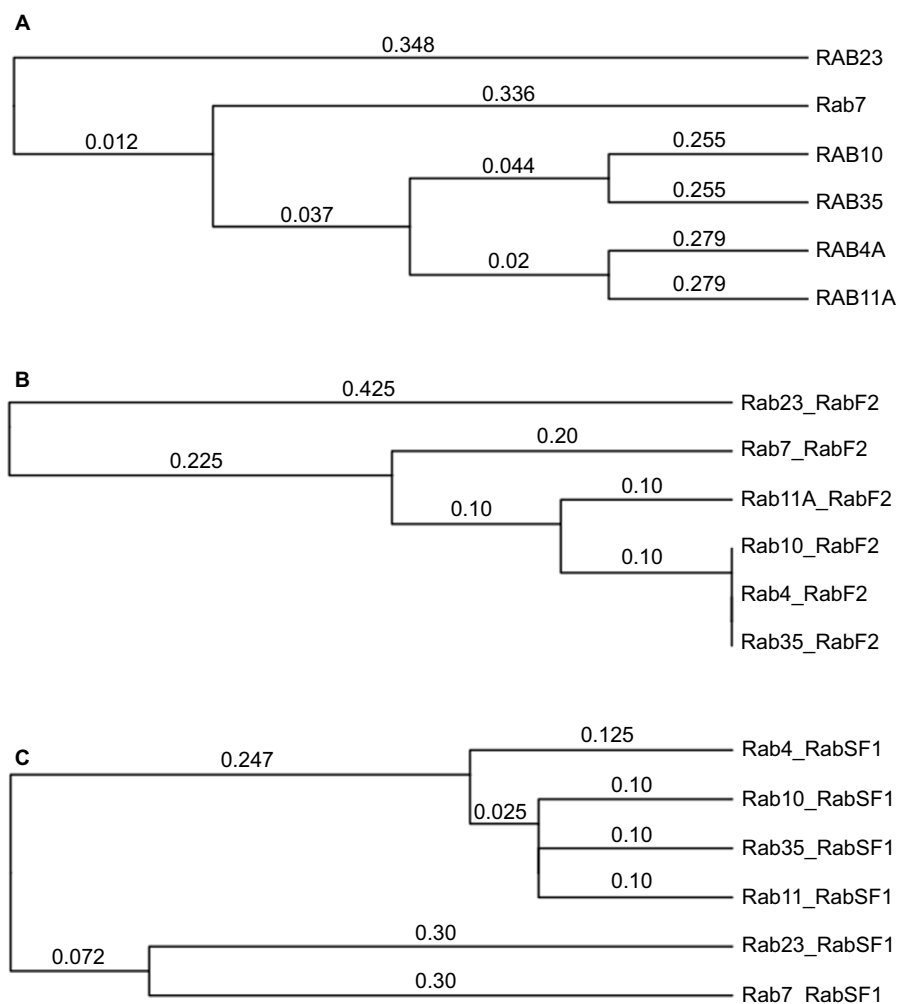 A
0.348
RAB23
0.336
Rab7
0.012
0.255
RAB10
0.044
0.255
RAB35
0.037
0.279
RAB4A
0.02
0.279
RAB11A
B
0.425
Rab23_RabF2
0.20
Rab7_RabF2
0.225
0.10
Rab11A_RabF2
0.10
Rab10_RabF2
0.10
Rab4_RabF2
Rab35_RabF2
C
0.125
Rab4_RabSF1
0.247
0.10
Rab10_RabSF1
0.025
0.10
Rab35_RabSF1
0.10
Rab11_RabSF1
0.30
Rab23_RabSF1
0.072
0.30
Rab7_RabSF1